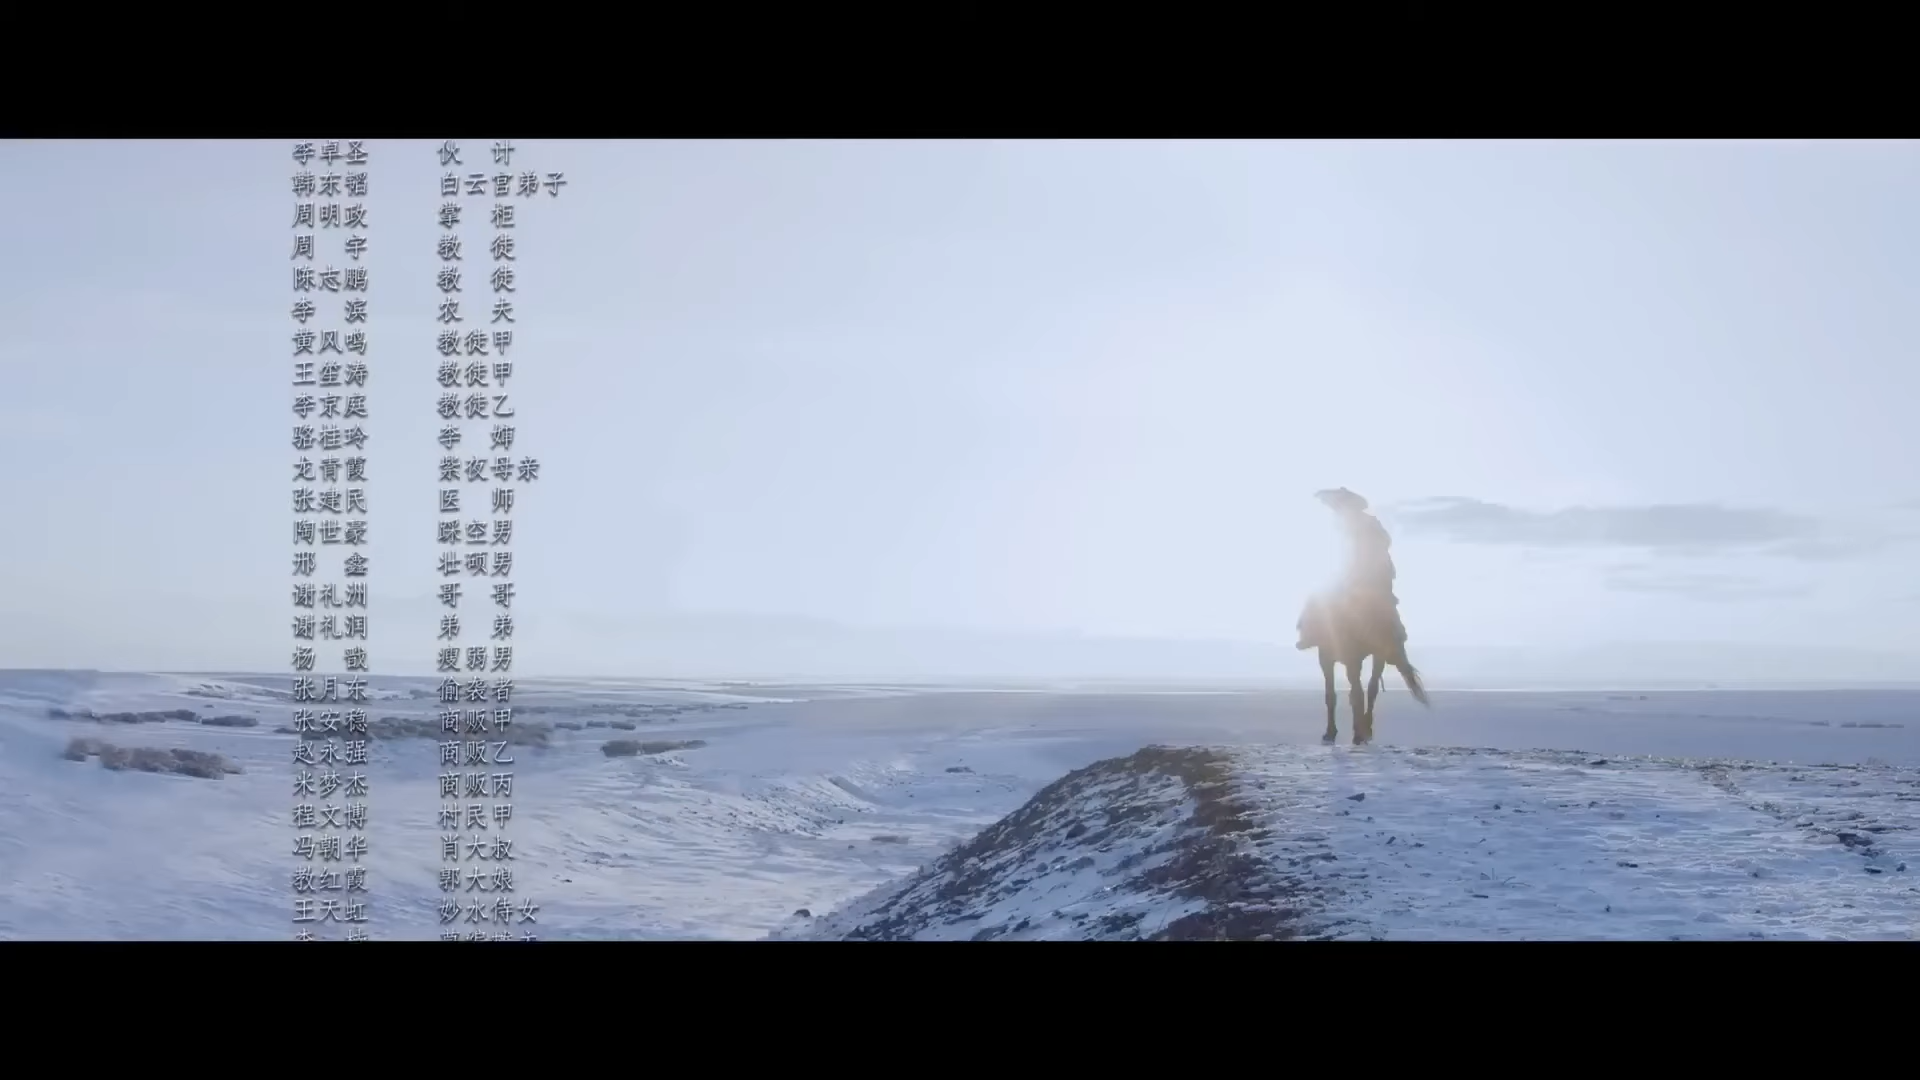 李卓圣 伙计
韩东韬 白云官弟子
周明政 掌柜
周宇 教徒
陈志鹏 教徒
李滨 农夫
黄风鸣 教徒甲
王笙涛 教徒甲
李京庭 教徒乙
骆桂玲 李婶
龙青霞 紫夜母亲
张建民 医师
陶世豪 踩空男
邢鑫 壮硕男
谢礼洲 哥哥
谢礼润 弟弟
杨戬 瘦弱男
张月东 偷袭者
张安稳 商贩甲
赵永强 商贩乙
米梦杰 商贩丙
程文博 村民甲
冯朝华 肖大叔
教红霞 郭大娘
王天虹 妙水侍女